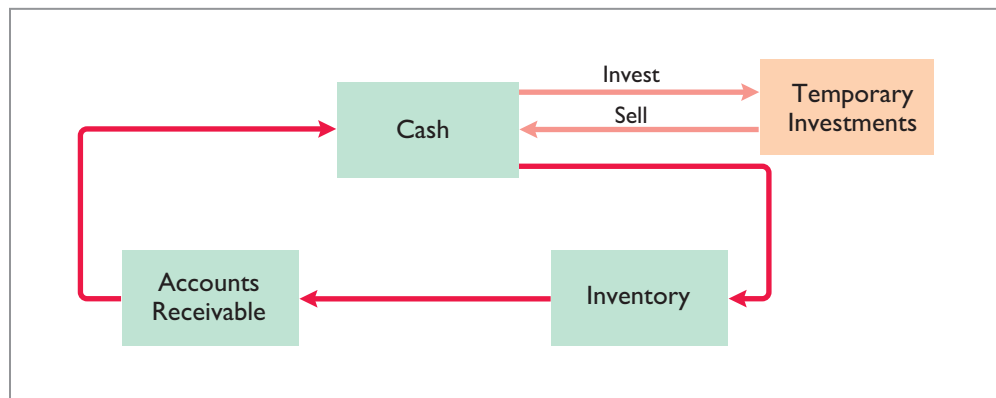 Invest
Temporary
Investments
Cash
Sell
Accounts
Receivable
Inventory